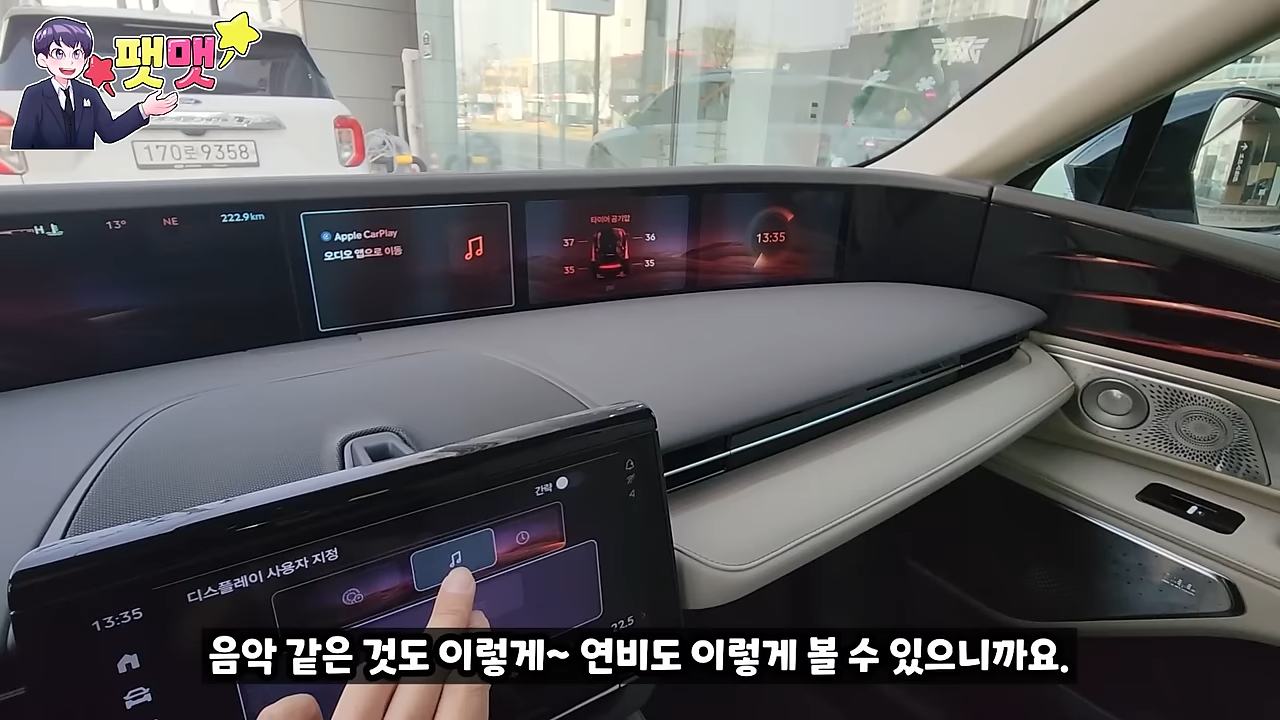 팻맷
170로9358
H
13°
NE
222.9km
Apple CarPlay
오디오 앱으로 이동
타이어 공기압
37
36
35
35
13:35
간략
디스플레이 사용자 지정
13:35
22.5
음악 같은 것도 이렇게~ 연비도 이렇게 볼 수 있으니까요.